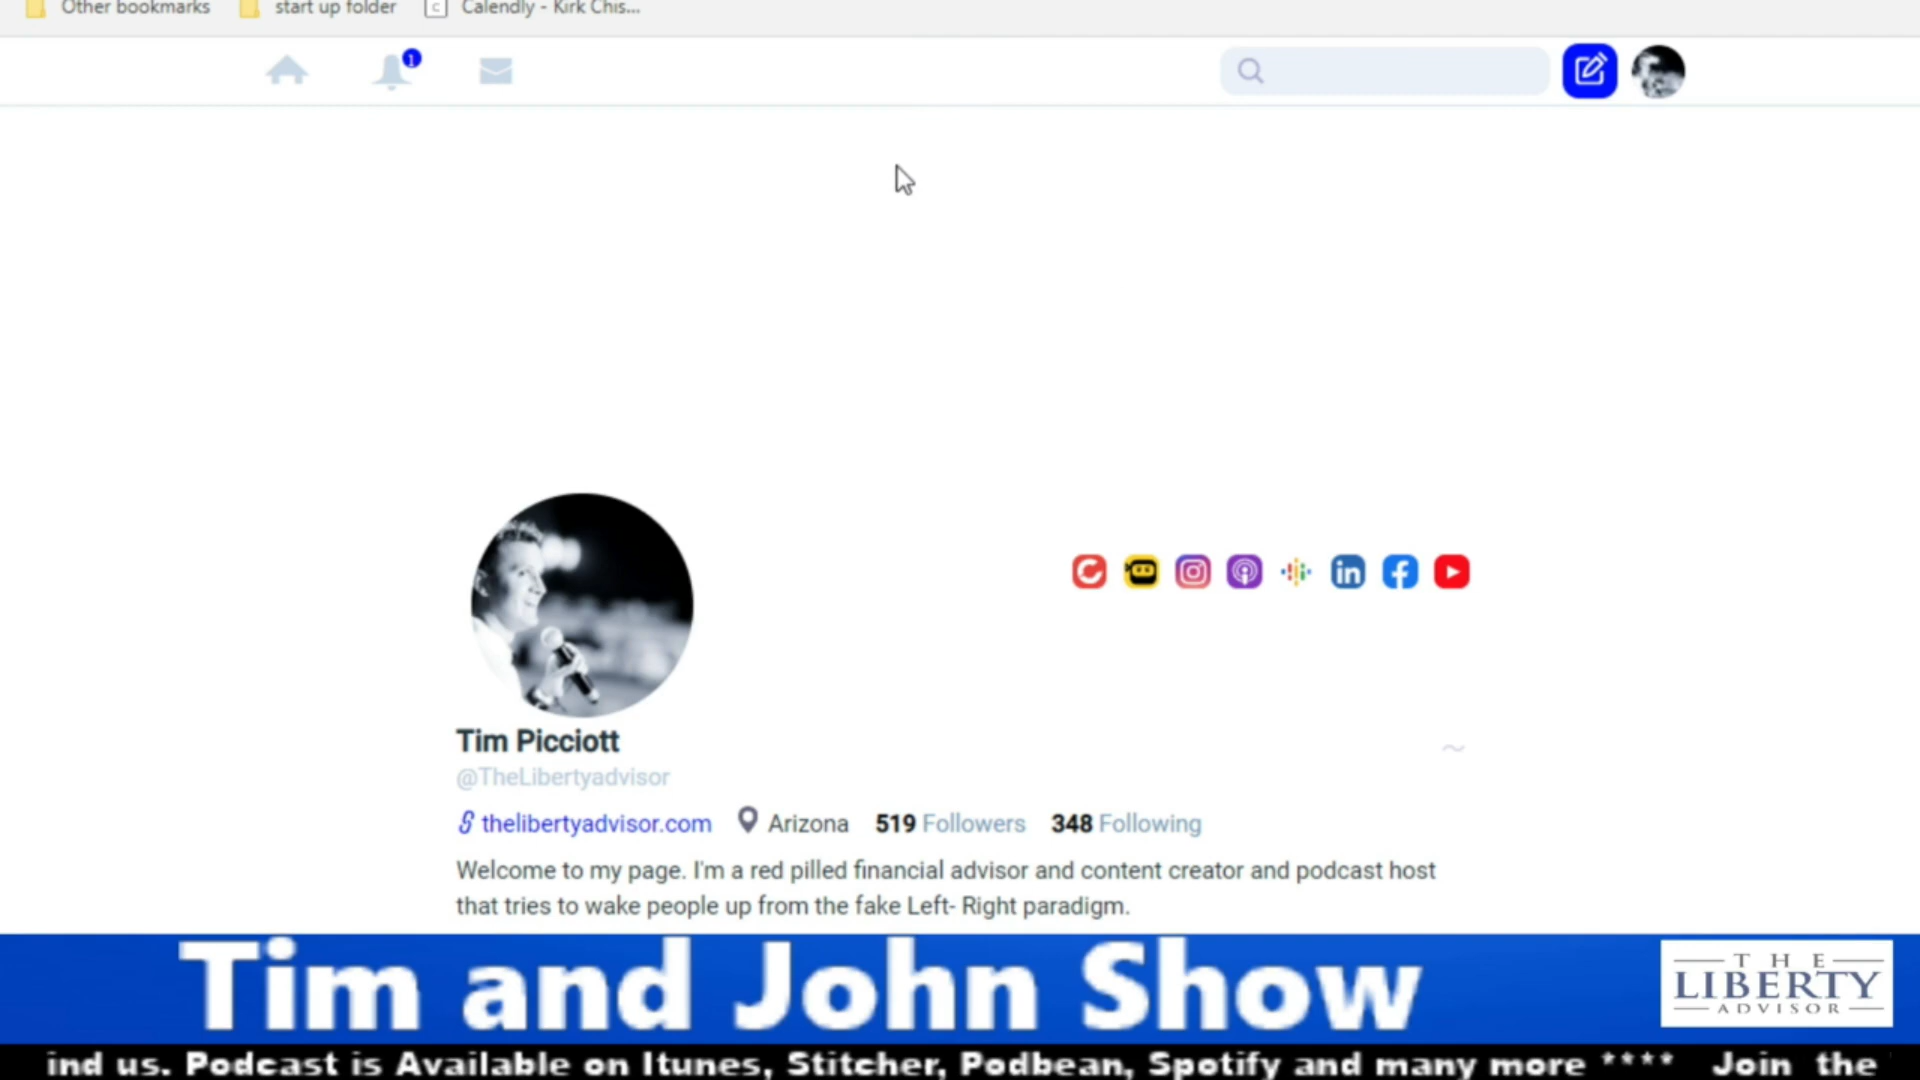 Other bookmarks start up folder Calendly - Kirk Chis...
1
Tim Picciott
@TheLibertyadvisor
thelibertyadvisor.com Arizona 519 Followers 348 Following
Welcome to my page. I'm a red pilled financial advisor and content creator and podcast host
that tries to wake people up from the fake Left- Right paradigm.
Tim and John Show
THE
LIBERTY
ADVISOR
ind us. Podcast is Available on Itunes, Stitcher, Podbean, Spotify and many more **** Join the